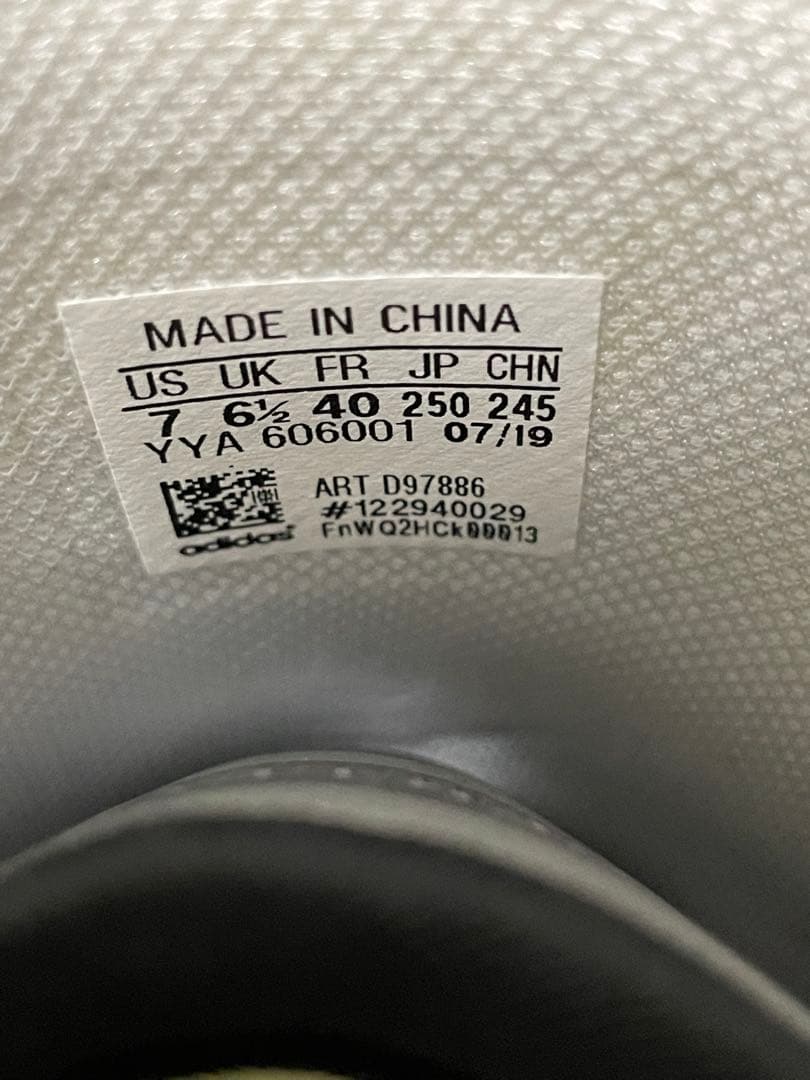 MADE IN CHINA
US UK FR JP CHN
7 6½ 40 250 245
YYA 606001 07/19
ART D97886
#122940029
FnWQ2HCk00013
adidas